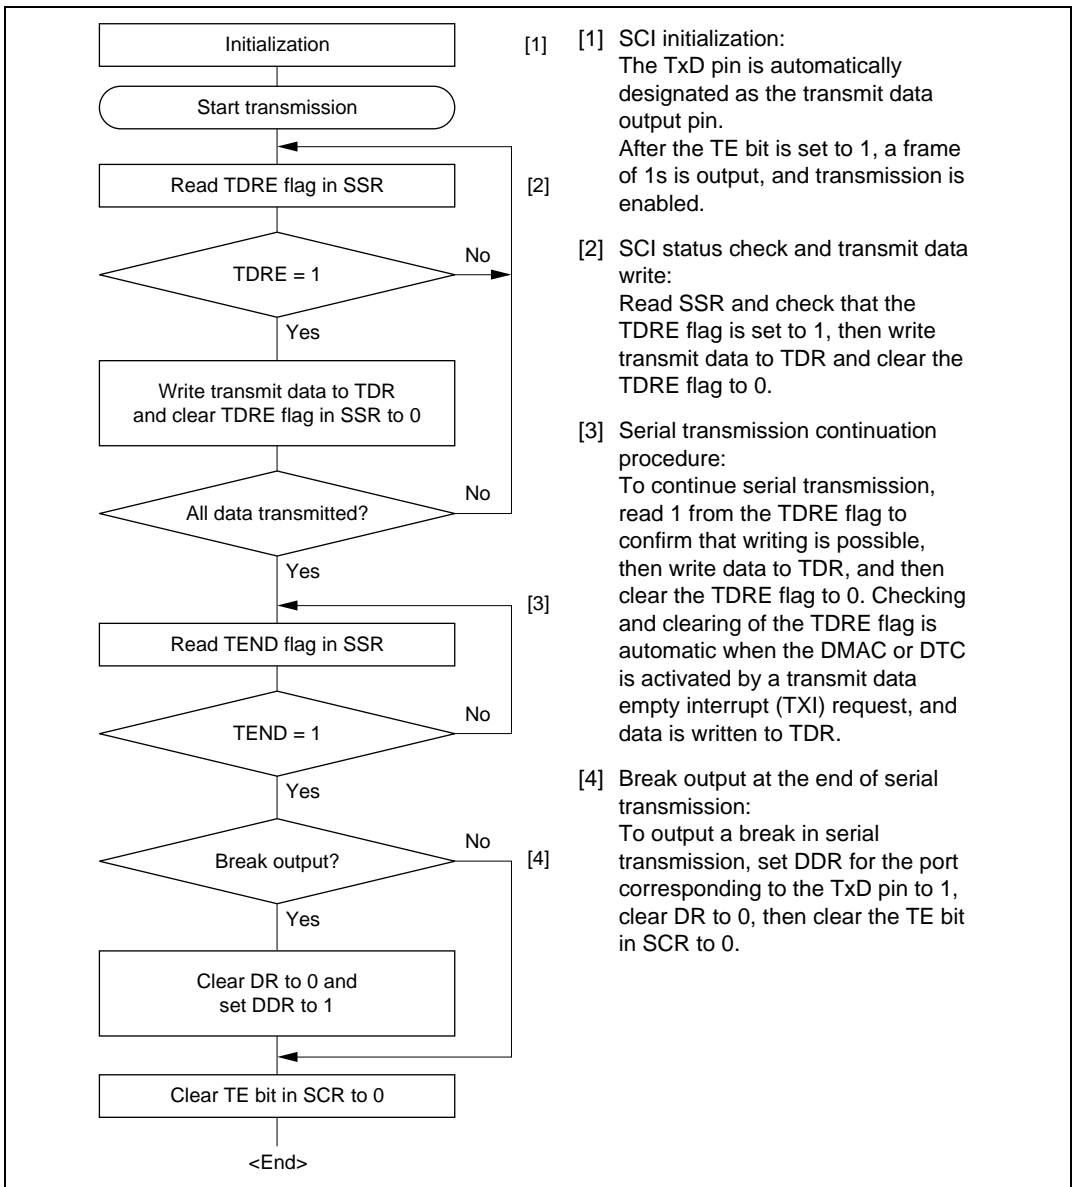 Initialization
[1]
Start transmission
Read TDRE flag in SSR
[2]
TDRE = 1
No
Yes
Write transmit data to TDR
and clear TDRE flag in SSR to 0
All data transmitted?
No
Yes
[3]
Read TEND flag in SSR
TEND = 1
No
Yes
Break output?
No
[4]
Yes
Clear DR to 0 and
set DDR to 1
Clear TE bit in SCR to 0
<End>
[1] SCI initialization:
The TxD pin is automatically
designated as the transmit data
output pin.
After the TE bit is set to 1, a frame
of 1s is output, and transmission is
enabled.
[2] SCI status check and transmit data
write:
Read SSR and check that the
TDRE flag is set to 1, then write
transmit data to TDR and clear the
TDRE flag to 0.
[3] Serial transmission continuation
procedure:
To continue serial transmission,
read 1 from the TDRE flag to
confirm that writing is possible,
then write data to TDR, and then
clear the TDRE flag to 0. Checking
and clearing of the TDRE flag is
automatic when the DMAC or DTC
is activated by a transmit data
empty interrupt (TXI) request, and
data is written to TDR.
[4] Break output at the end of serial
transmission:
To output a break in serial
transmission, set DDR for the port
corresponding to the TxD pin to 1,
clear DR to 0, then clear the TE bit
in SCR to 0.